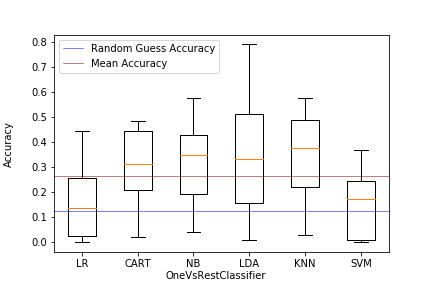 0.8
0.7
0.6
0.5
0.4
0.3
0.2
0.1
0.0
Accuracy
Random Guess Accuracy
Mean Accuracy
LR CART NB LDA KNN SVM
OneVsRestClassifier